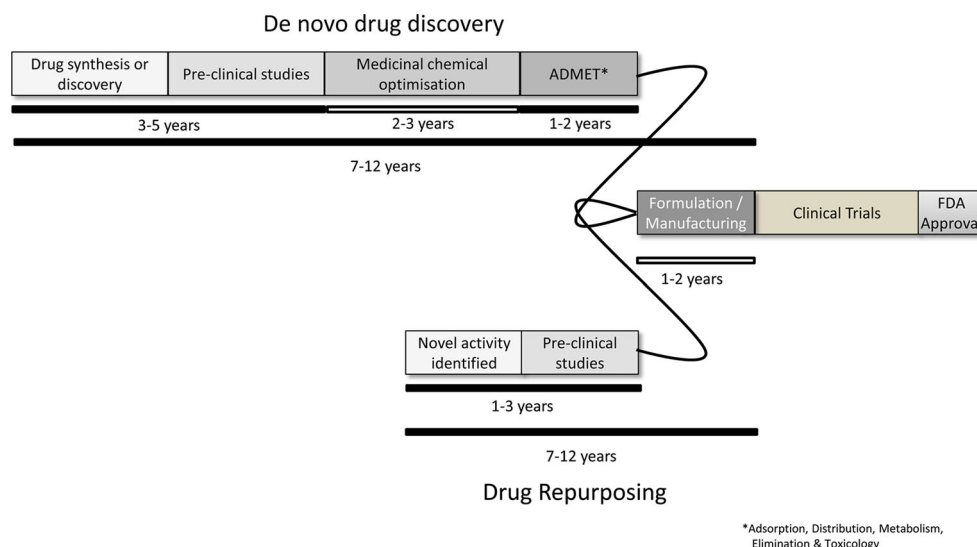 De novo drug discovery
Drug synthesis or
discovery
Pre-clinical studies
Medicinal chemical
optimisation
ADMET*
3-5 years
2-3 years
1-2 years
7-12 years
Formulation /
Manufacturing
Clinical Trials
FDA
Approva
1-2 years
Novel activity
identified
Pre-clinical
studies
1-3 years
7-12 years
Drug Repurposing
*Adsorption, Distribution, Metabolism,
Elimination & Toxicology